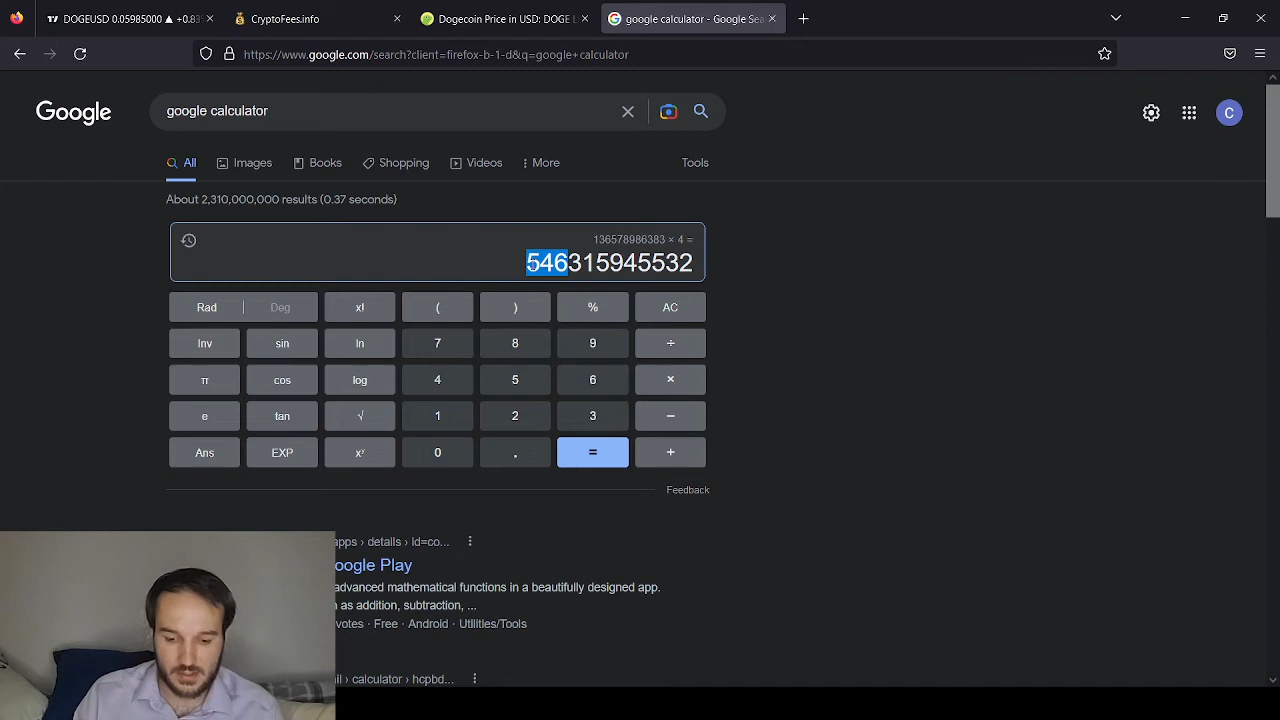 DOGEUSD 0.05985000 ▲ +0.83
CryptoFees.info
Dogecoin Price in USD: DOGE L
google calculator - Google Sea
https://www.google.com/search?client=firefox-b-1-d&q=google+calculator
Google
google calculator
C
All
Images
Books
Shopping
Videos
More
Tools
About 2,310,000,000 results (0.37 seconds)
136578986383 × 4 =
546315945532
Rad Deg x! ( ) % AC
Inv sin ln 7 8 9 ÷
π cos log 4 5 6 ×
e tan √ 1 2 3 −
Ans EXP xʸ 0 . = +
Feedback
apps › details › id=co...
oogle Play
advanced mathematical functions in a beautifully designed app.
n as addition, subtraction, ...
votes · Free · Android · Utilities/Tools
il › calculator › hcpbd...